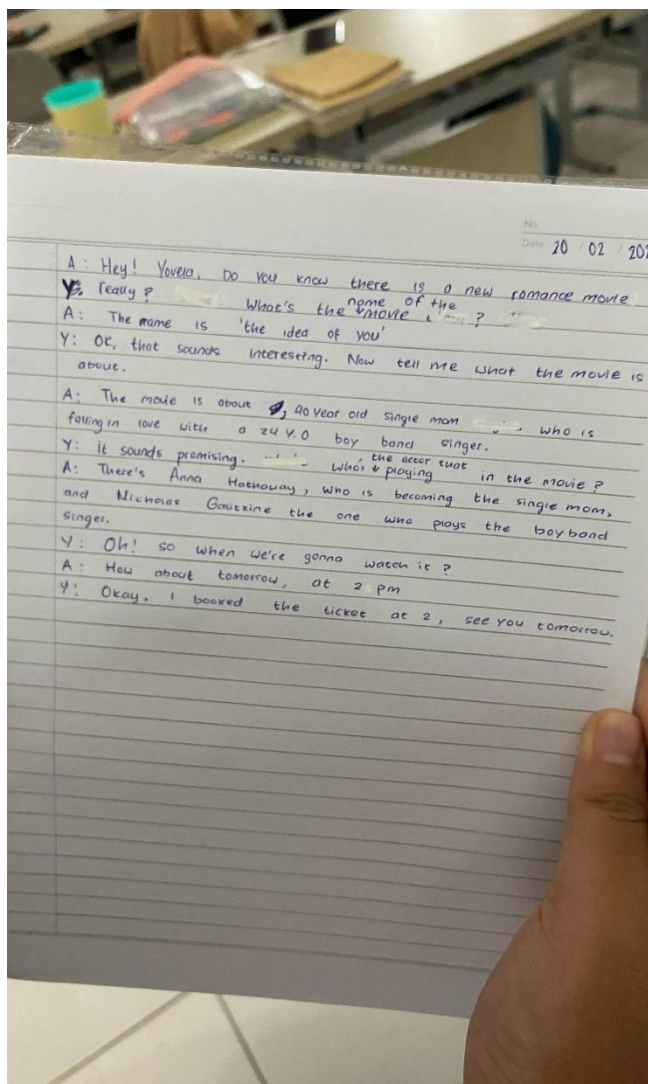 No.
Date 20 / 02 / 202
A : Hey! Yovela, Do you know there is a new romance movie
Y: really? What's the name of the movie ?
A : The name is 'the idea of you'
Y: OK, that sounds interesting. Now tell me what the movie is
about.
A: The movie is about 40 year old single mom who is
falling in love with a 24 Y.O boy band singer.
Y: It sounds promising. Who's the actor that playing in the movie ?
A: There's Anna Hathaway, who is becoming the single mom,
and Nicholas Gautzine the one who plays the boyband
singer.
Y : Oh! so when we're gonna watch it ?
A : How about tomorrow, at 2 pm
Y: Okay, I booked the ticket at 2, see you tomorrow.